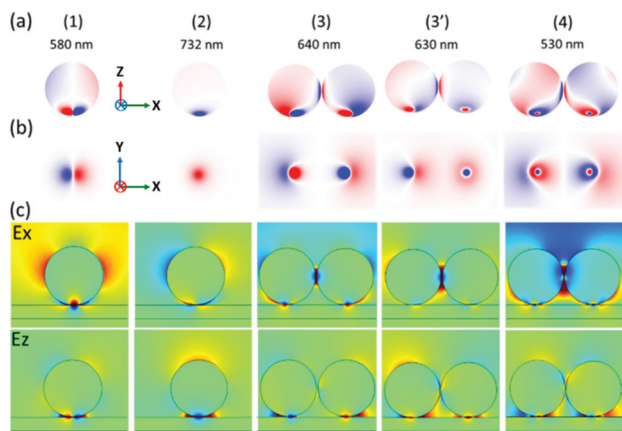 (a) (1) (2) (3) (3') (4)
580 nm 732 nm 640 nm 630 nm 530 nm
Z
X
X
(b)
Y
X
X
(c)
Ex
Ez